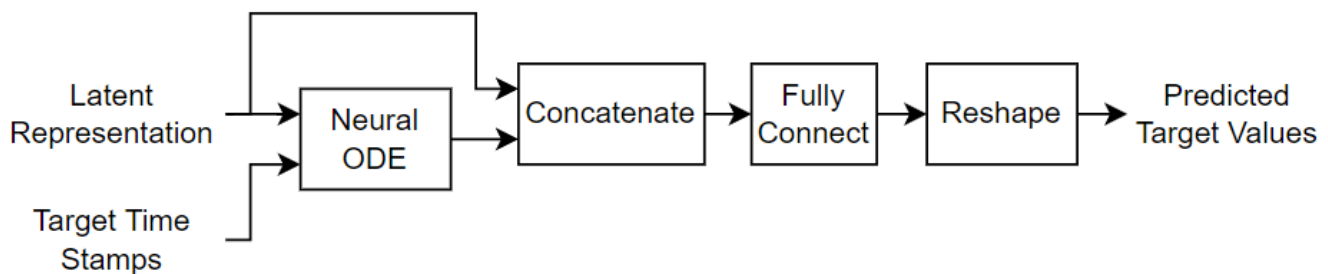 Latent
Representation
Target Time
Stamps
Neural
ODE
Concatenate
Fully
Connect
Reshape
Predicted
Target Values